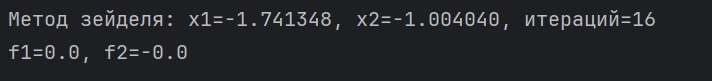 Метод зейделя: x1=-1.741348, x2=-1.004040, итераций=16
f1=0.0, f2=-0.0